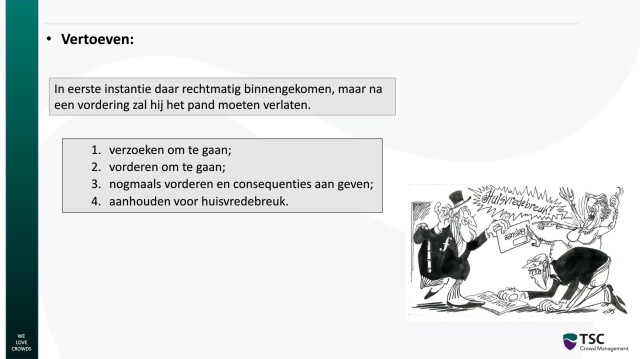 • Vertoeven:
In eerste instantie daar rechtmatig binnengekomen, maar na
een vordering zal hij het pand moeten verlaten.
1. verzoeken om te gaan;
2. vorderen om te gaan;
3. nogmaals vorderen en consequenties aan geven;
4. aanhouden voor huisvredebreuk.
Huisvredebreuk!
aanslag
f
WE
LOVE
CROWDS
TSC
Crowd Management